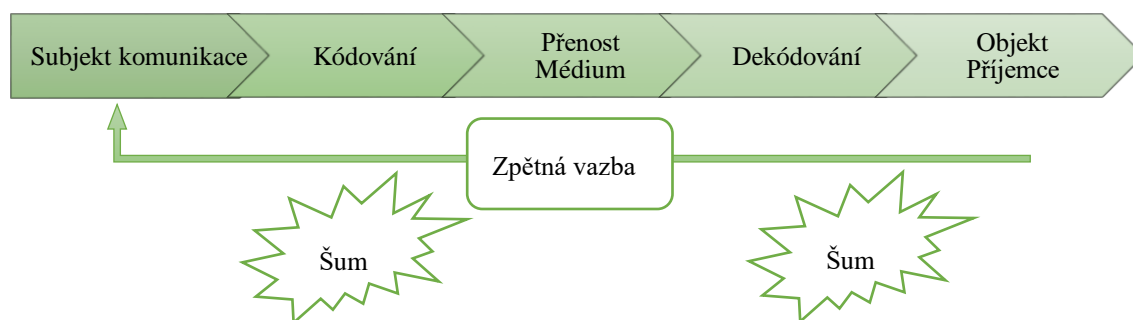 Subjekt komunikace
Kódování
Přenost
Médium
Dekódování
Objekt
Příjemce
Zpětná vazba
Šum
Šum